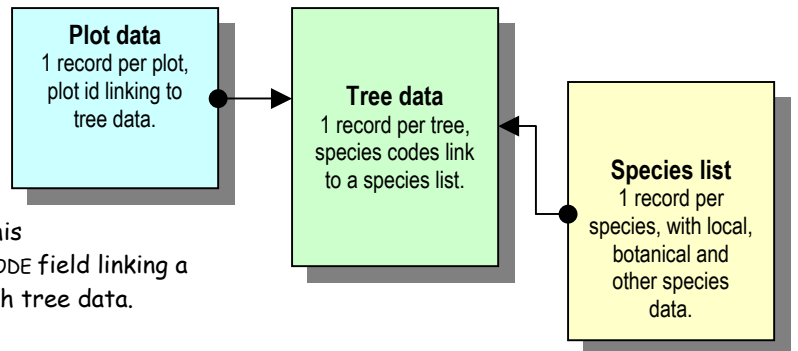 Plot data
1 record per plot,
plot id linking to
tree data.
Tree data
1 record per tree,
species codes link
to a species list.
Species list
1 record per
species, with local,
botanical and
other species
data.
field linking a
tree data.